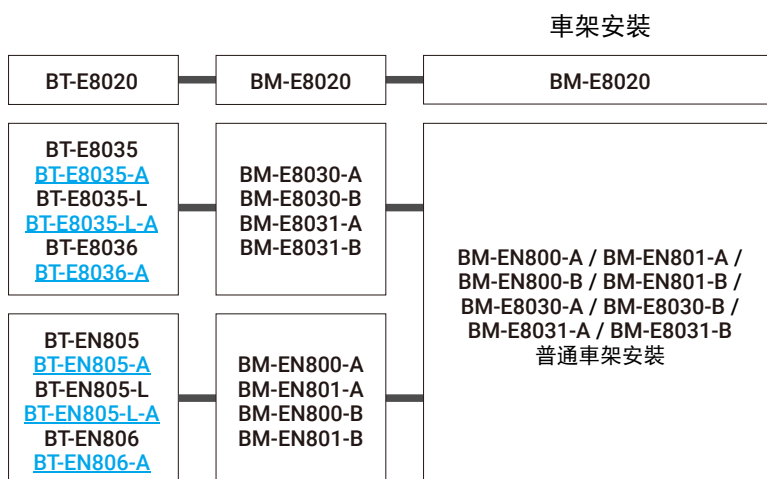 車架安裝
BT-E8020
BM-E8020
BM-E8020
BT-E8035
BT-E8035-A
BT-E8035-L
BT-E8035-L-A
BT-E8036
BT-E8036-A
BM-E8030-A
BM-E8030-B
BM-E8031-A
BM-E8031-B
BM-EN800-A / BM-EN801-A /
BM-EN800-B / BM-EN801-B /
BM-E8030-A / BM-E8030-B /
BM-E8031-A / BM-E8031-B
普通車架安裝
BT-EN805
BT-EN805-A
BT-EN805-L
BT-EN805-L-A
BT-EN806
BT-EN806-A
BM-EN800-A
BM-EN801-A
BM-EN800-B
BM-EN801-B